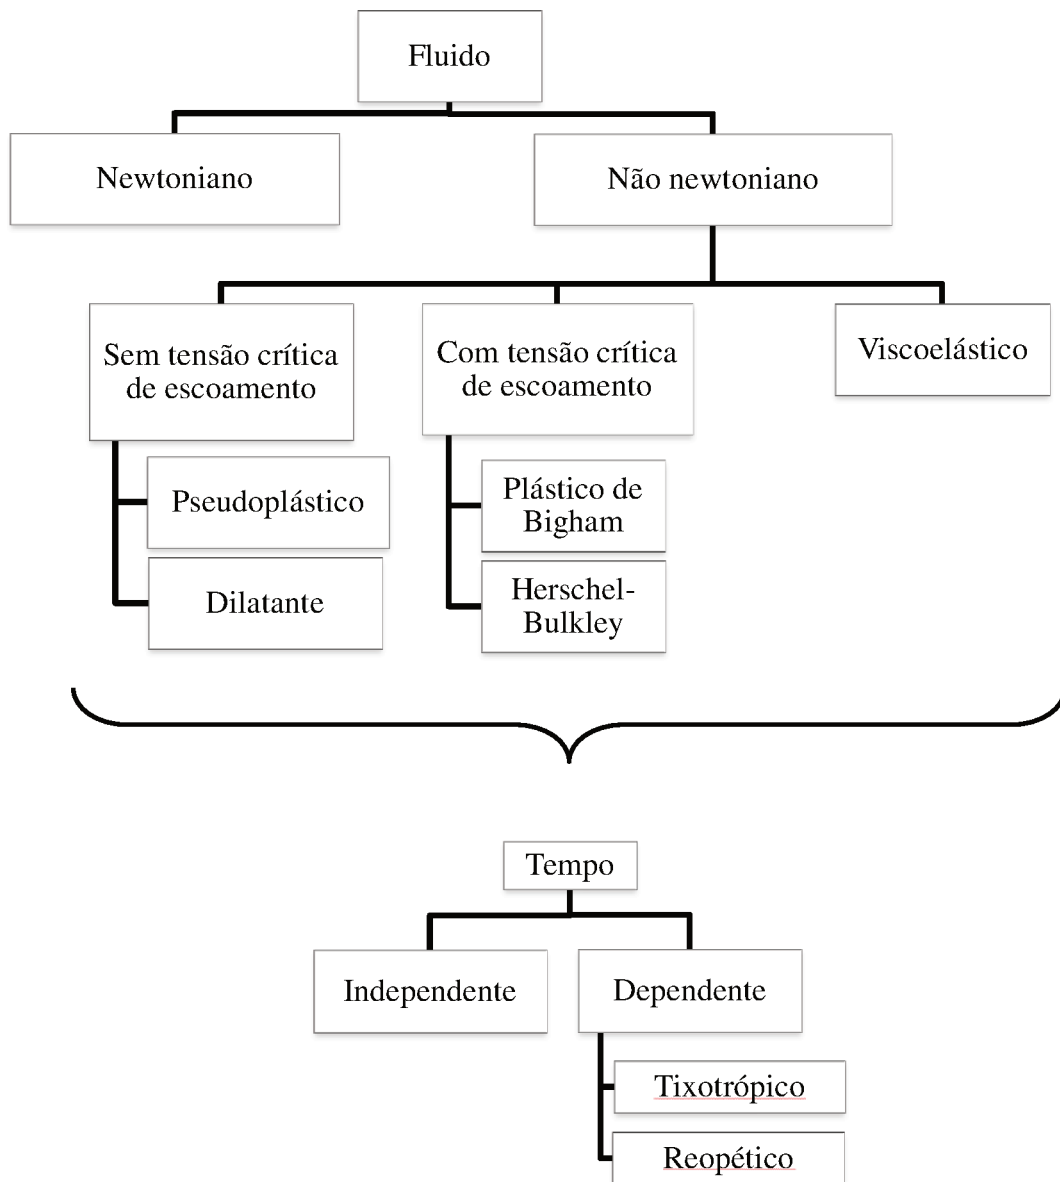 Fluido
Newtoniano
Não newtoniano
Sem tensão crítica
de escoamento
Com tensão crítica
de escoamento
Viscoelástico
Pseudoplástico
Dilatante
Plástico de
Bigham
Herschel-
Bulkley
Tempo
Independente
Dependente
Tixotrópico
Reopético